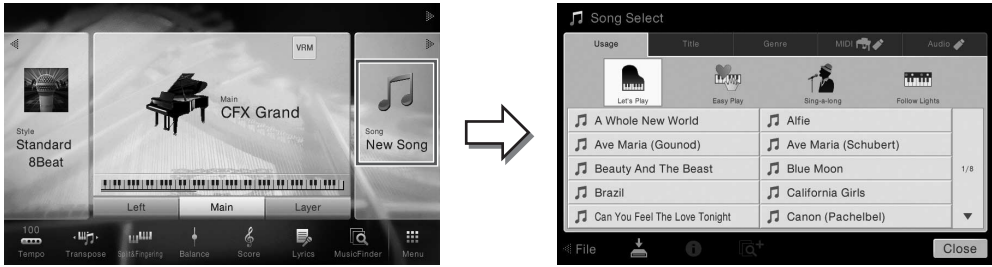 VRM
Style
Standard
8Beat
Main
CFX Grand
Song
New Song
Left Main Layer
100
Tempo Transpose Split&Fingering Balance Score Lyrics MusicFinder Menu
Song Select
Usage Title Genre MIDI Audio
Let's Play Easy Play Sing-a-long Follow Lights
A Whole New World Alfie
Ave Maria (Gounod) Ave Maria (Schubert)
Beauty And The Beast Blue Moon
1/8
Brazil California Girls
Can You Feel The Love Tonight Canon (Pachelbel)
File Close